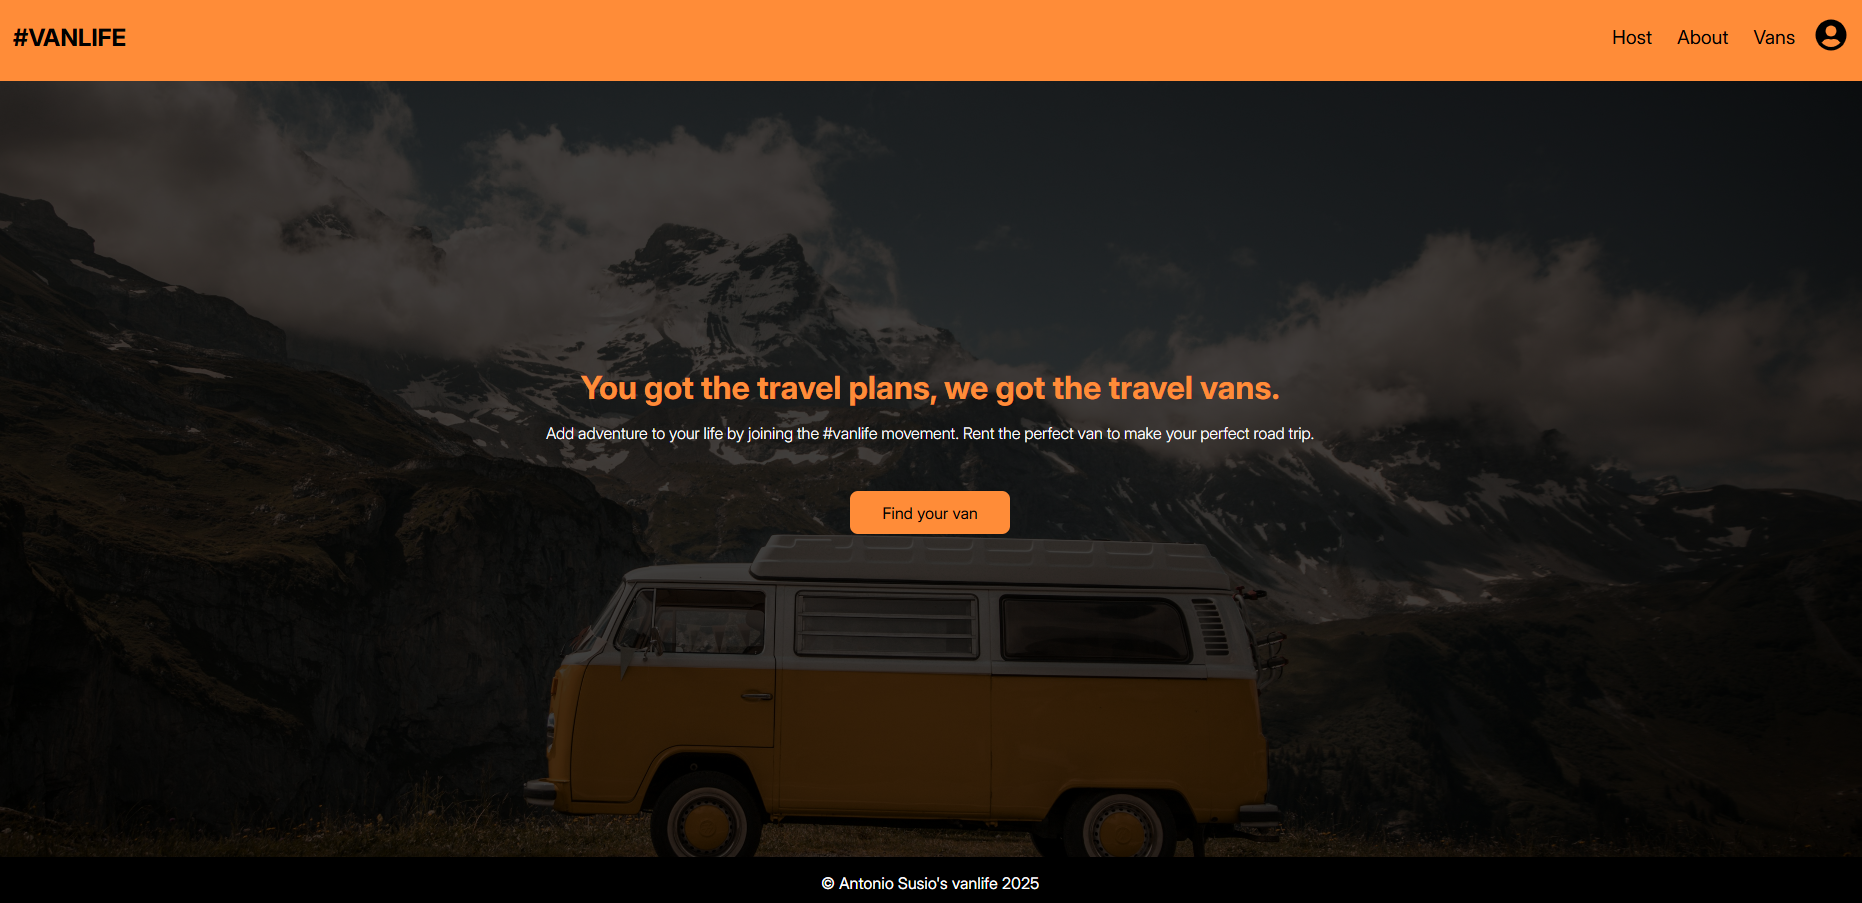 #VANLIFE
Host About Vans
You got the travel plans, we got the travel vans.
Add adventure to your life by joining the #vanlife movement. Rent the perfect van to make your perfect road trip.
Find your van
© Antonio Susio's vanlife 2025